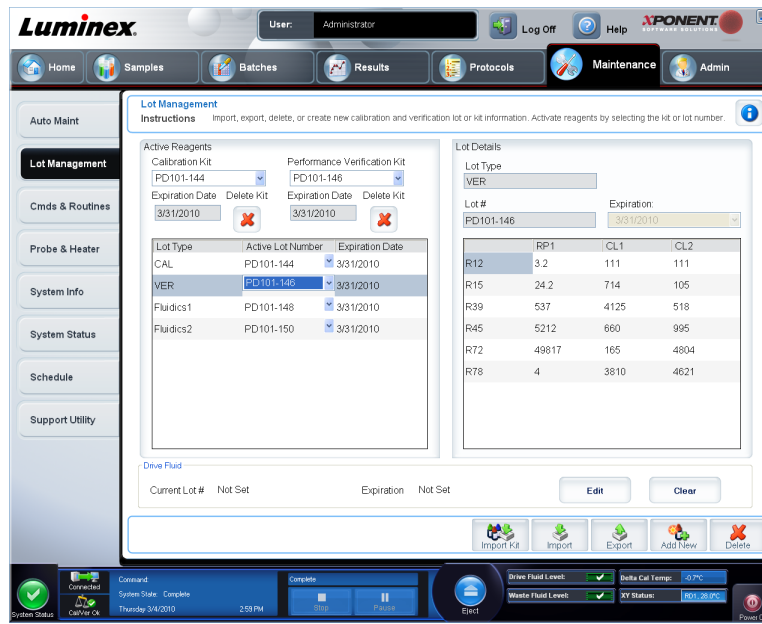 Luminex.
User: Administrator
Log Off
Help
XPONENT.
SOFTWARE SOLUTIONS
Home
Samples
Batches
Results
Protocols
Maintenance
Admin
Auto Maint
Lot Management
Cmds & Routines
Probe & Heater
System Info
System Status
Schedule
Support Utility
Lot Management
Instructions Import, export, delete, or create new calibration and verification lot or kit information. Activate reagents by selecting the kit or lot number.
Active Reagents
Calibration Kit Performance Verification Kit
PD101-144 PD101-146
Expiration Date Delete Kit Expiration Date Delete Kit
3/31/2010 3/31/2010
Lot Type Active Lot Number Expiration Date
CAL PD101-144 3/31/2010
VER PD101-146 3/31/2010
Fluidics1 PD101-148 3/31/2010
Fluidics2 PD101-150 3/31/2010
Lot Details
Lot Type
VER
Lot # Expiration:
PD101-146 3/31/2010
RP1 CL1 CL2
R12 3.2 111 111
R15 24.2 714 105
R39 537 4125 518
R45 5212 660 995
R72 49817 165 4804
R78 4 3810 4621
Drive Fluid
Current Lot # Not Set Expiration Not Set Edit Clear
Import Kit Import Export Add New Delete
System Status
Connected
Cal/Ver Ok
Command:
System State: Complete
Thursday 3/4/2010 2:59 PM
Complete
Stop Pause
Eject
Drive Fluid Level:
Waste Fluid Level:
Delta Cal Temp: -0.7°C
XY Status: RD1, 28.0°C
Power